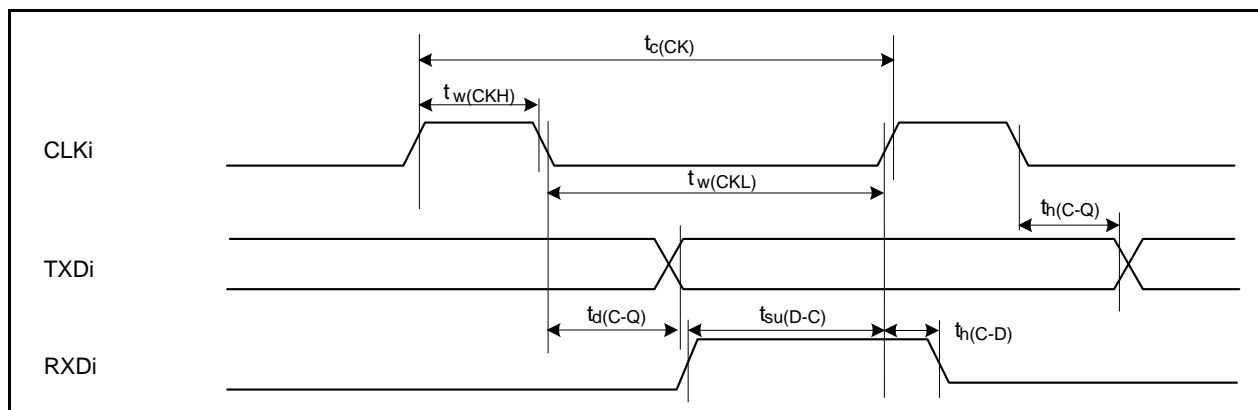 tc(CK)
tw(CKH)
CLKi
tw(CKL)
th(C-Q)
TXDi
td(C-Q)
tsu(D-C)
th(C-D)
RXDi